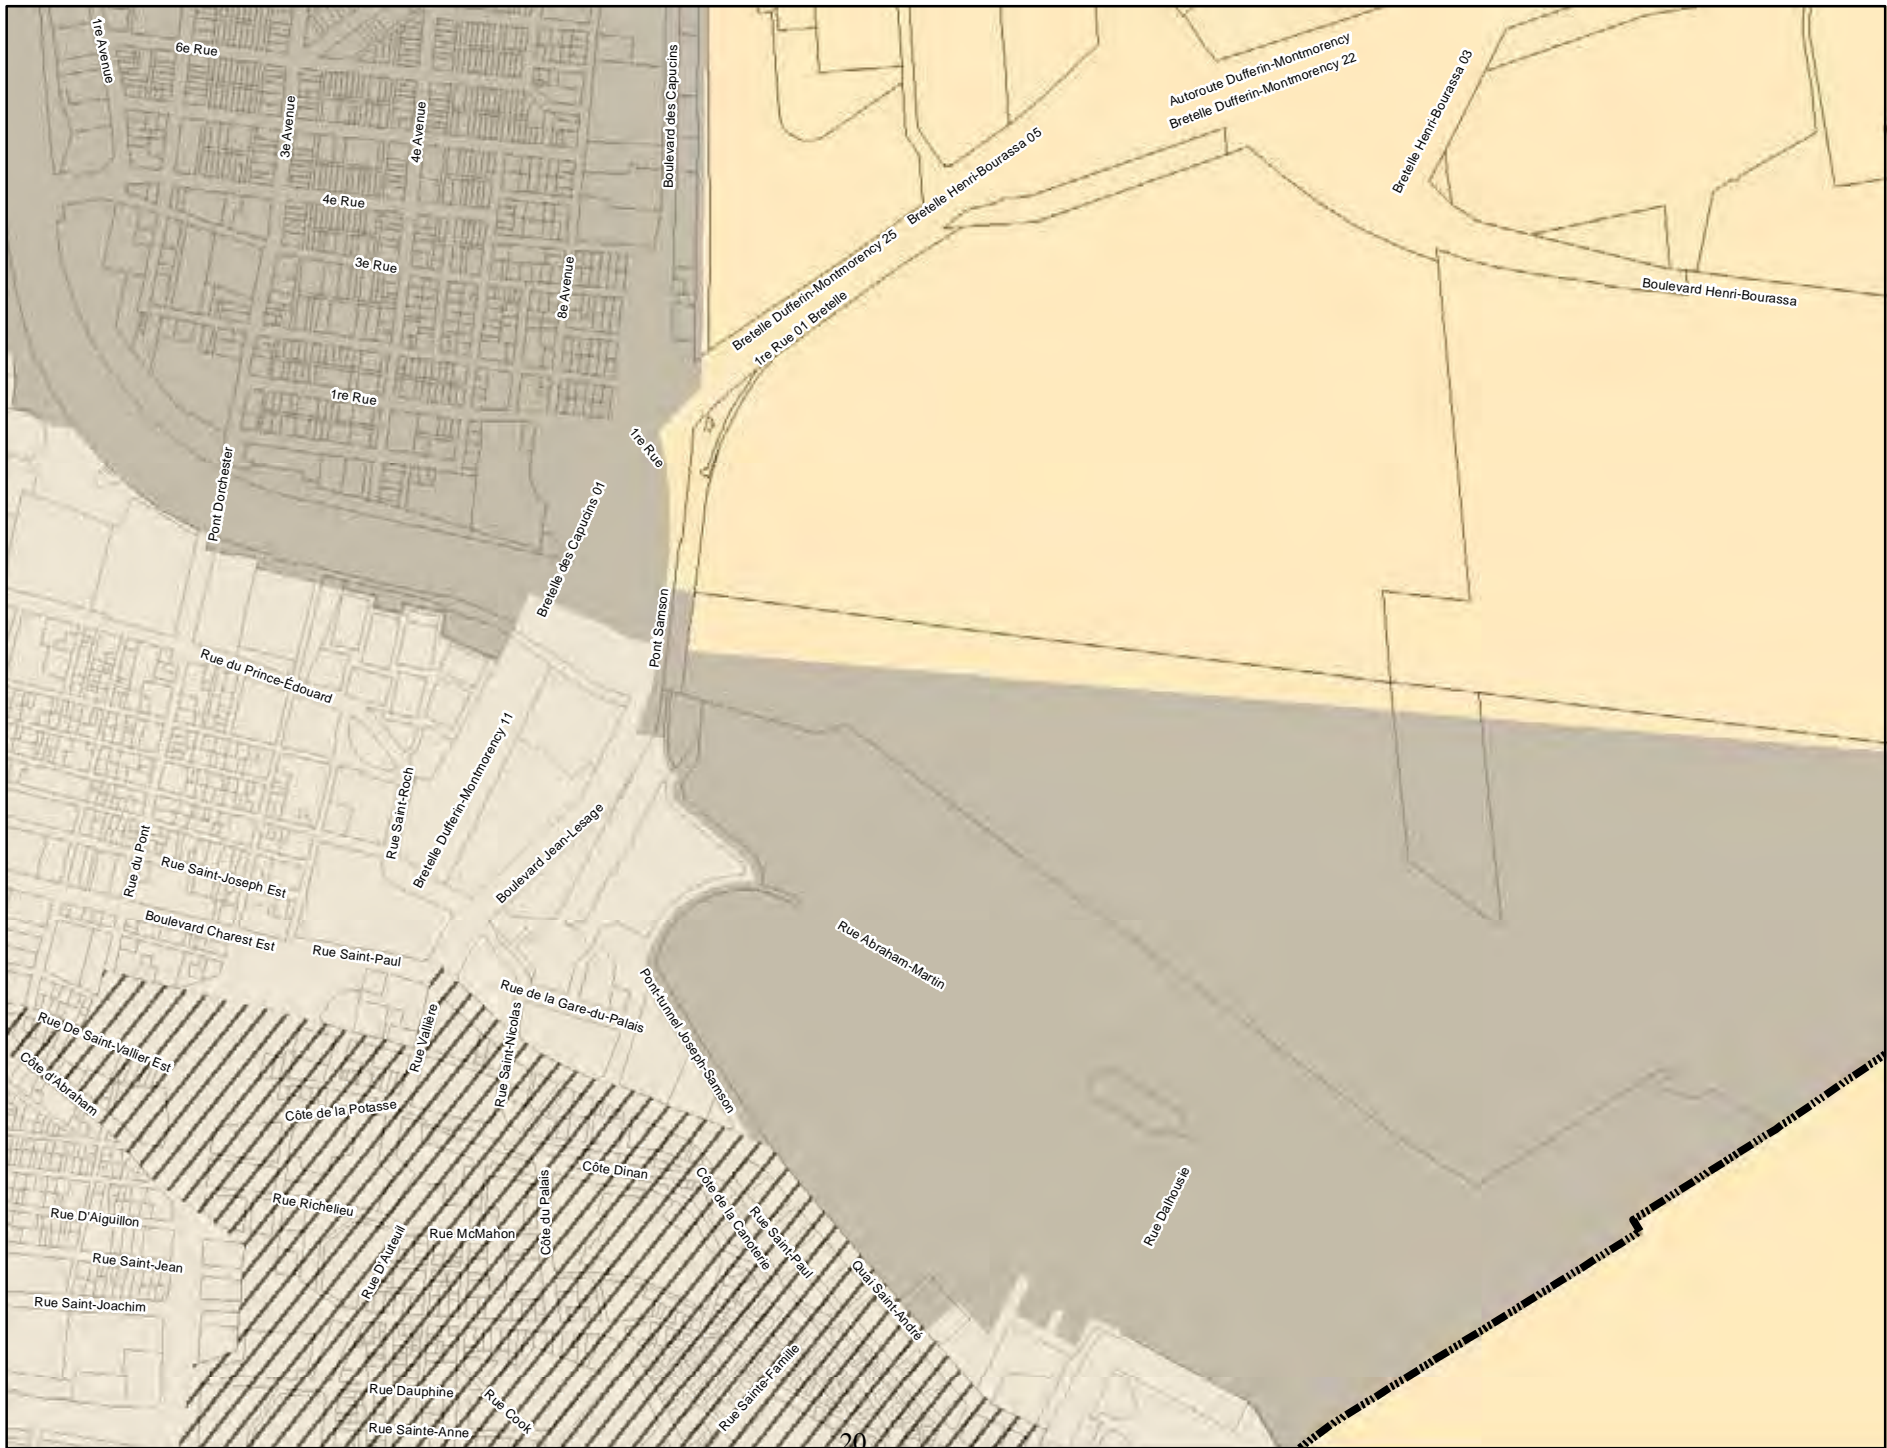 1re Avenue
6e Rue
3e Avenue
4e Avenue
Boulevard des Capucins
Autoroute Dufferin-Montmorency
Bretelle Dufferin-Montmorency 22
Bretelle Henri-Bourassa 03
Bretelle Henri-Bourassa 05
4e Rue
3e Rue
8e Avenue
Bretelle Dufferin-Montmorency 25
1re Rue 01 Bretelle
Boulevard Henri-Bourassa
1re Rue
1re Rue
Pont Dorchester
Bretelle des Capucins 01
Pont Samson
Rue du Prince-Édouard
Rue Saint-Roch
Bretelle Dufferin-Montmorency 11
Boulevard Jean-Lesage
Rue du Pont
Rue Saint-Joseph Est
Boulevard Charest Est
Rue Saint-Paul
Rue Abraham-Martin
Rue de la Gare-du-Palais
Pont-tunnel Joseph-Samson
Rue De Saint-Vallier Est
Côte d'Abraham
Rue Vallière
Rue Saint-Nicolas
Côte de la Potasse
Côte Dinan
Côte du Palais
Côte de la Canoterie
Rue Saint-Paul
Rue Dalhousie
Rue Richelieu
Rue D'Aiguillon
Rue McMahon
Rue D'Auteuil
Rue Saint-Jean
Quai Saint-André
Rue Saint-Joachim
Rue Sainte-Famille
Rue Dauphine
Rue Cook
Rue Sainte-Anne
20